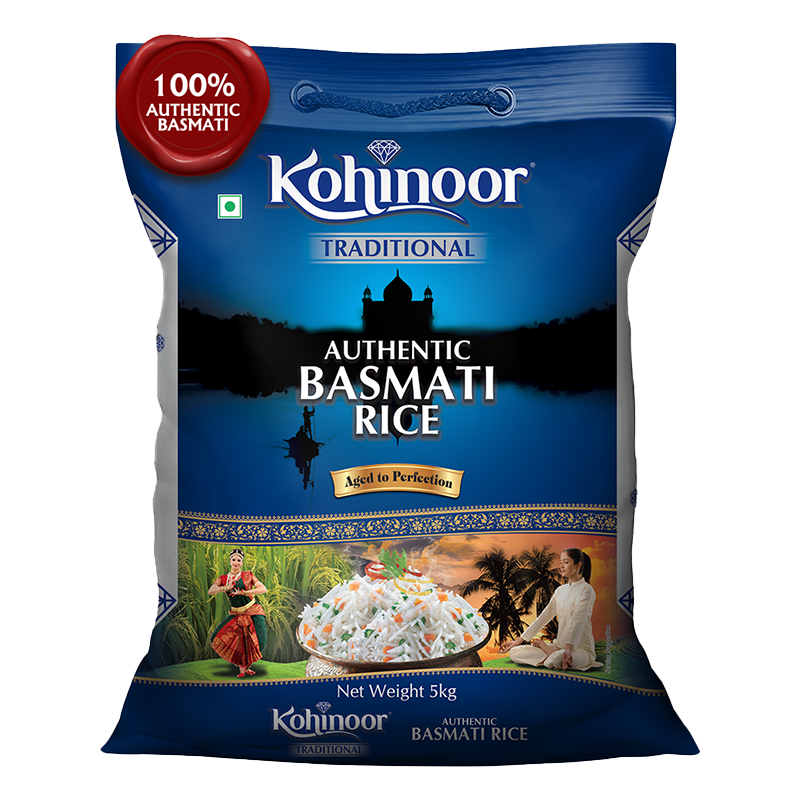 100%
AUTHENTIC
BASMATI
Kohinoor
TRADITIONAL
AUTHENTIC
BASMATI
RICE
Aged to Perfection
Net Weight 5kg
Kohinoor
TRADITIONAL
AUTHENTIC
BASMATI RICE